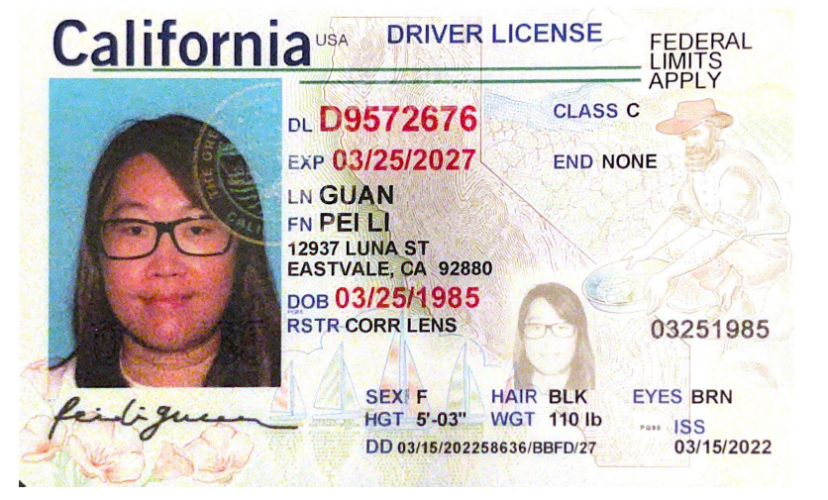 California USA DRIVER LICENSE
FEDERAL
LIMITS
APPLY
DL D9572676 CLASS C
EXP 03/25/2027 END NONE
LN GUAN
FN PEI LI
12937 LUNA ST
EASTVALE, CA 92880
DOB 03/25/1985
RSTR CORR LENS 03251985
SEX F HAIR BLK EYES BRN
HGT 5'-03" WGT 110 lb ISS
DD 03/15/202258636/BBFD/27 03/15/2022